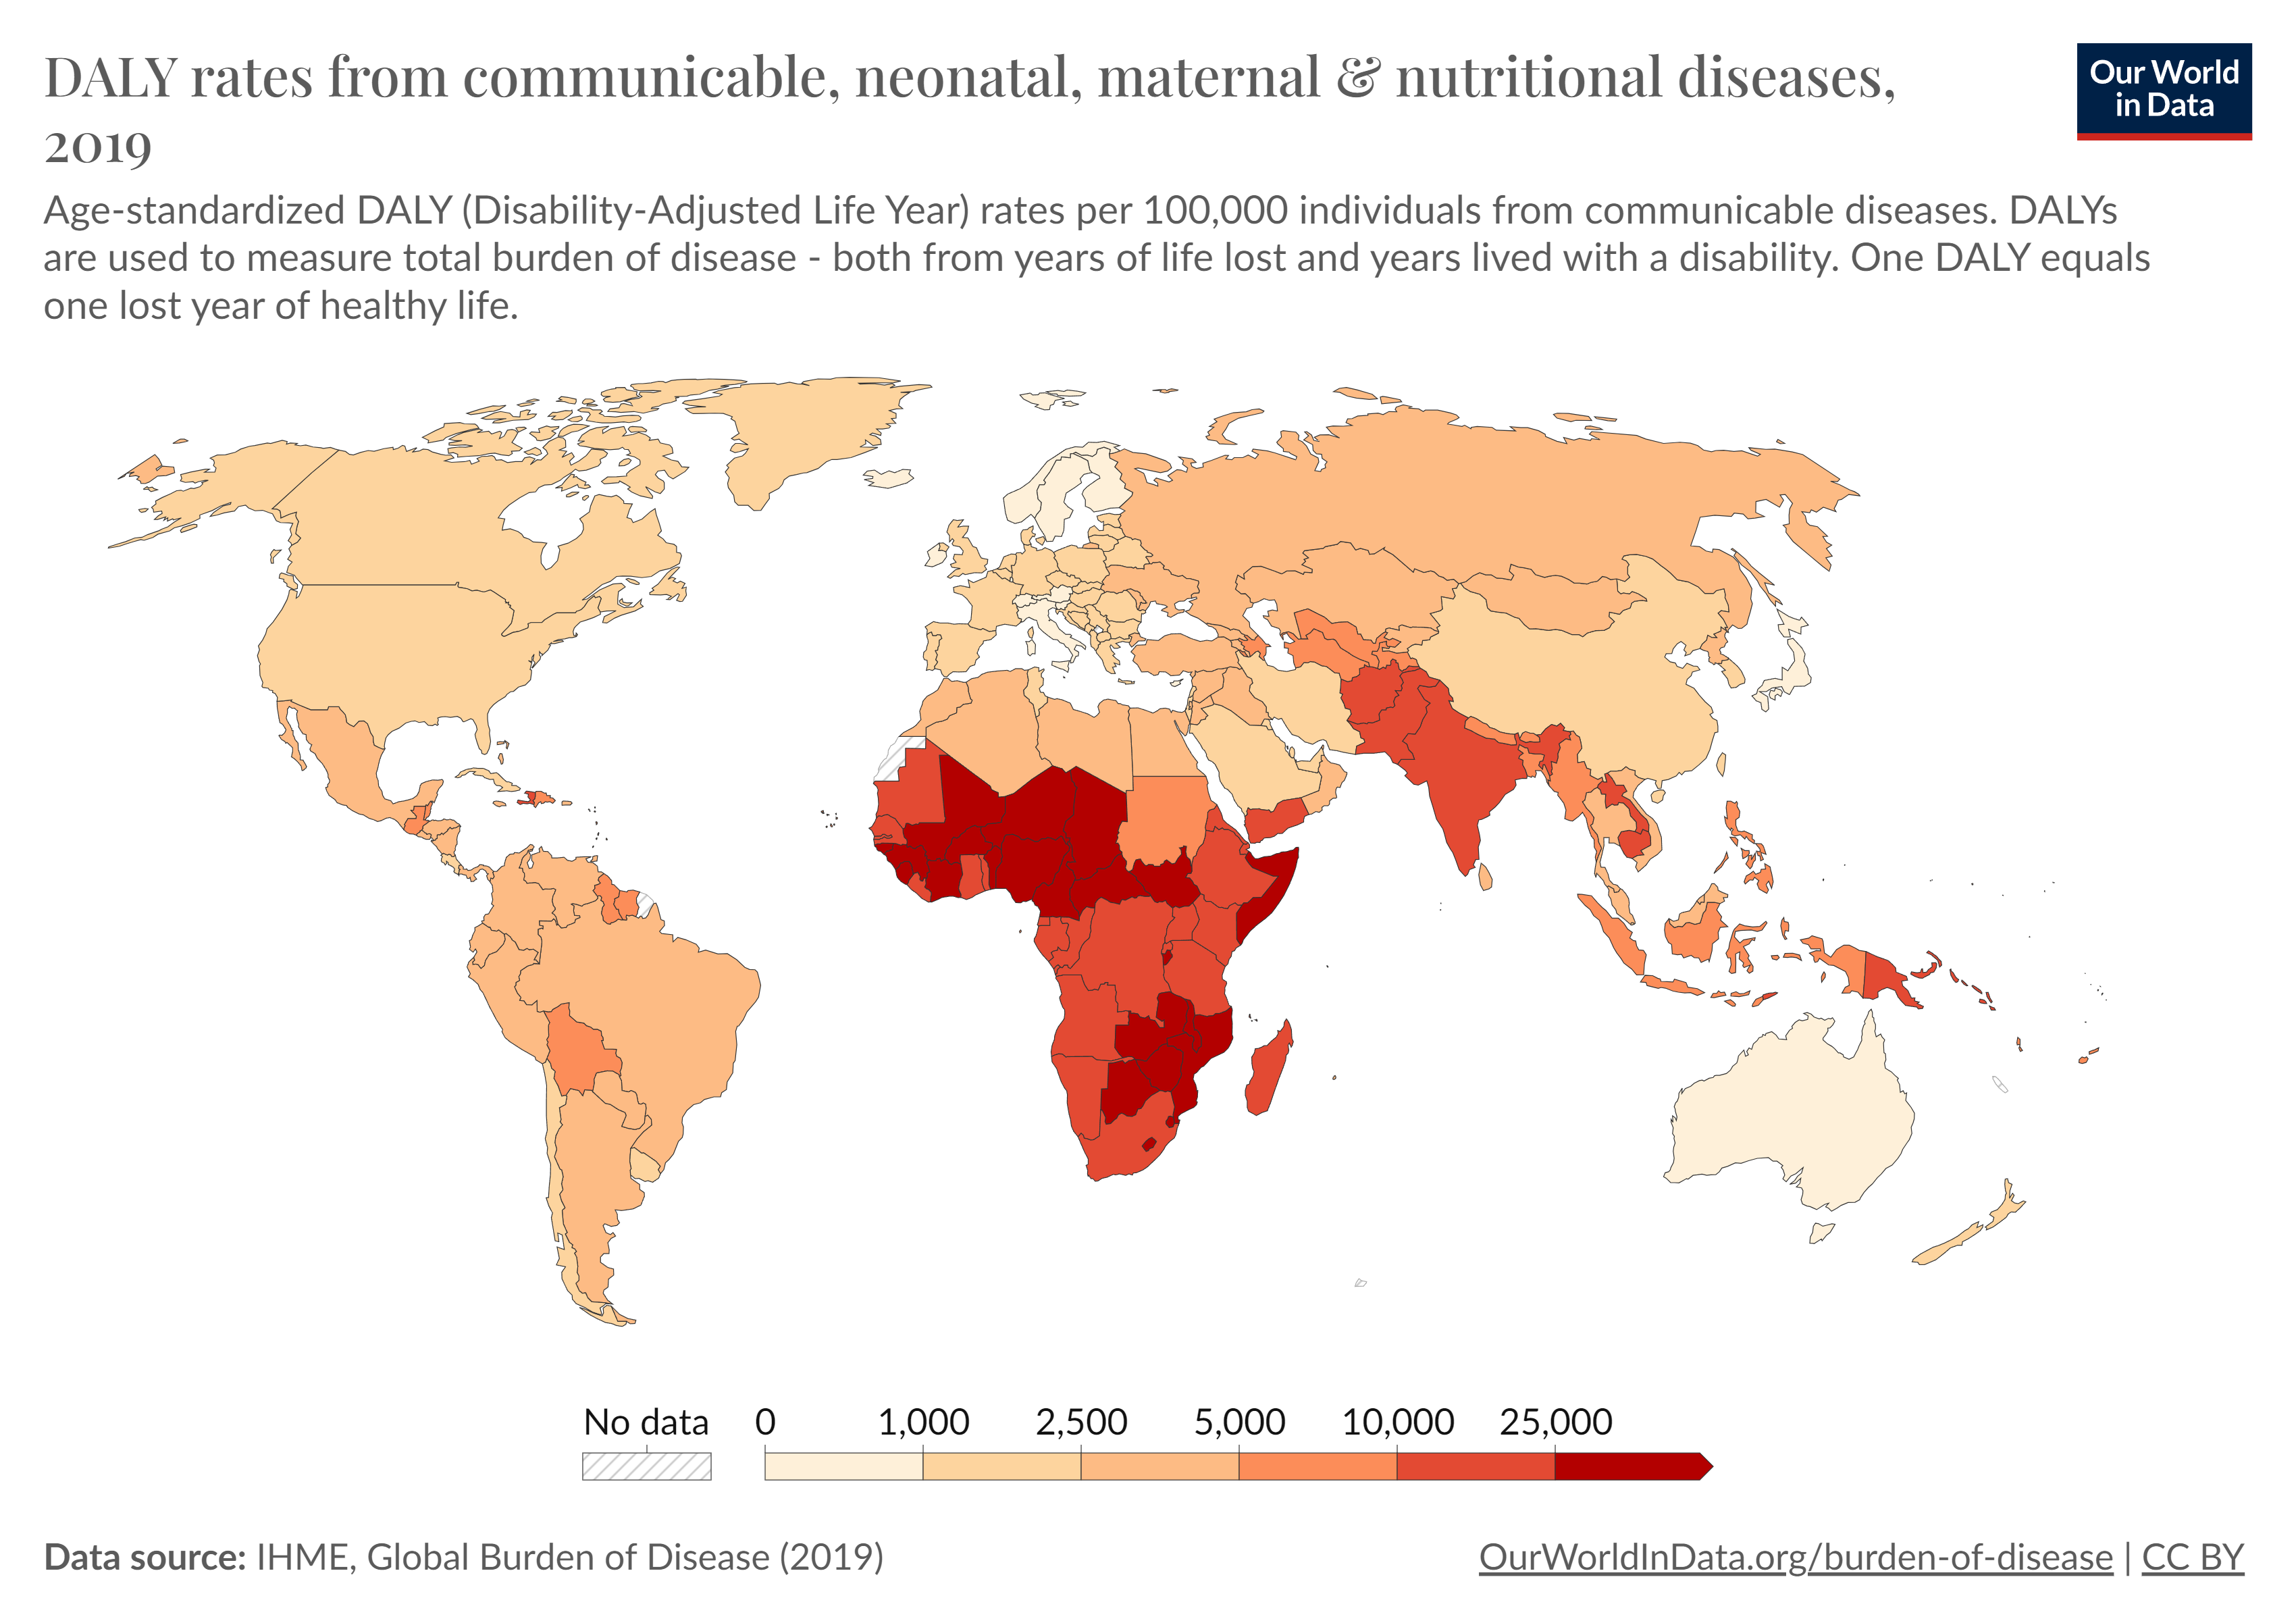 DALY rates from communicable, neonatal, maternal & nutritional diseases,
2019
Our World
in Data
Age-standardized DALY (Disability-Adjusted Life Year) rates per 100,000 individuals from communicable diseases. DALYs
are used to measure total burden of disease - both from years of life lost and years lived with a disability. One DALY equals
one lost year of healthy life.
No data 0 1,000 2,500 5,000 10,000 25,000
Data source: IHME, Global Burden of Disease (2019)
OurWorldInData.org/burden-of-disease | CC BY